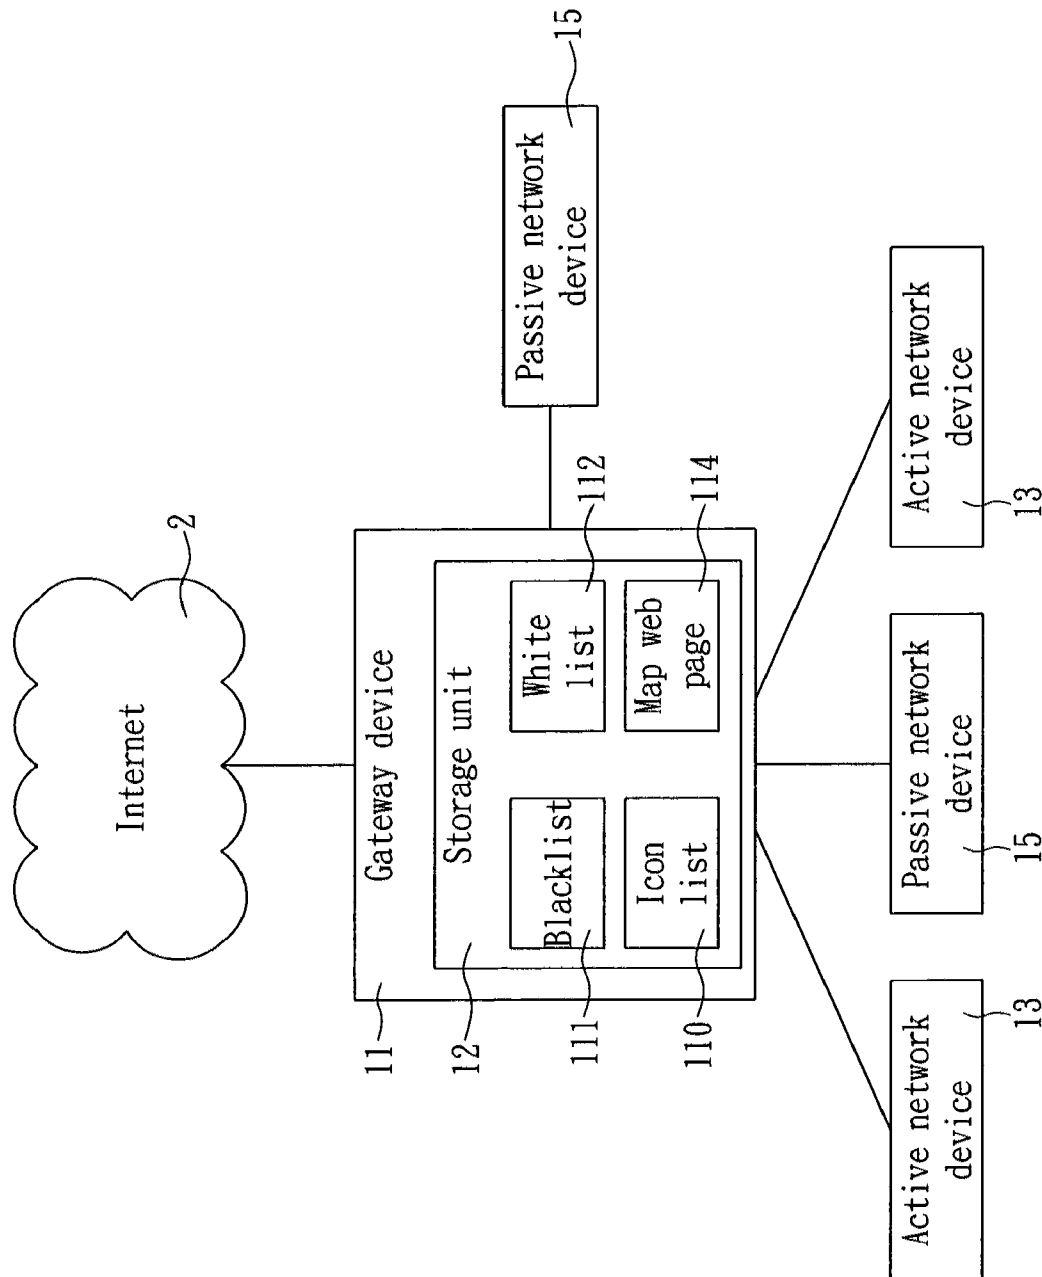 Internet
2
Gateway device
11
Storage unit
12
Blacklist
111
White
list
112
Icon
list
110
Map web
page
114
Passive network
device
15
Active network
device
13
Passive network
device
15
Active network
device
13